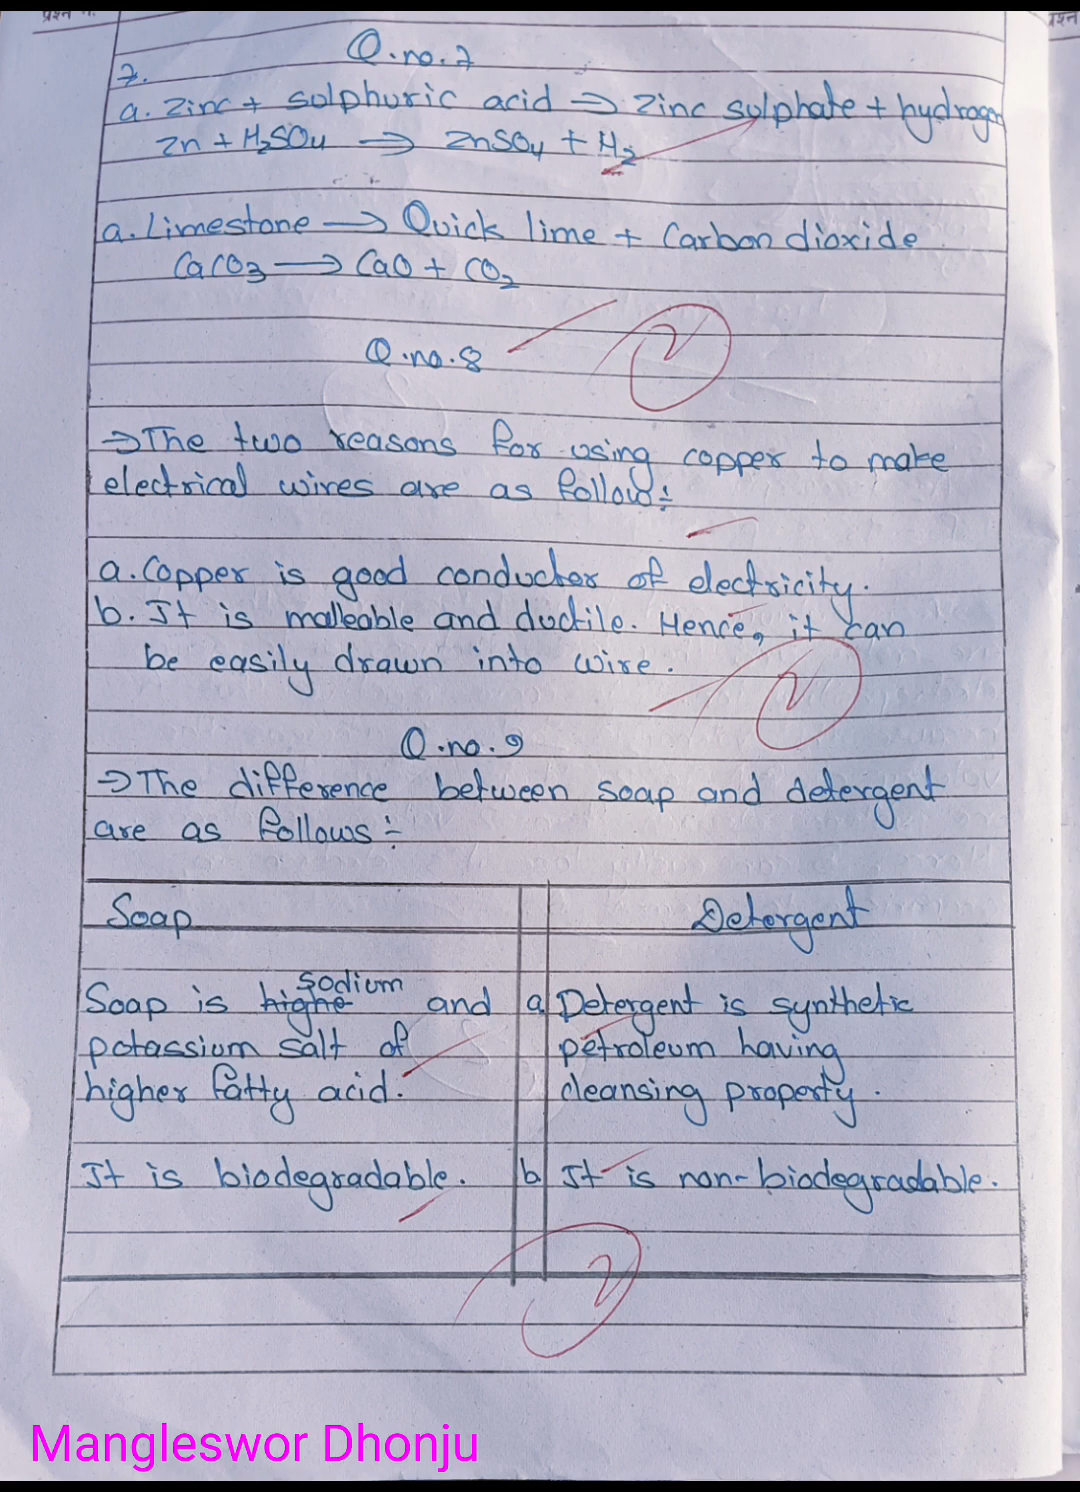 प्रश्न नं.
प्रश्न
Q.no.7
7.
a. Zinc + sulphuric acid ⇒ Zinc sulphate + hydrogen
Zn + H₂SO₄ → ZnSO₄ + H₂
a. Limestone → Quick lime + Carbon dioxide
CaCO₃ → CaO + CO₂
2
Q.no.8
⇒ The two reasons for using copper to make
electrical wires are as follow:
a. Copper is good conductor of electricity.
b. It is malleable and ductile. Hence, it can
be easily drawn into wire.
2
Q.no.9
⇒ The difference between soap and detergent
are as follows:
Soap
Detergent
sodium
Soap is highe and
potassium salt of
higher fatty acid.
a. Detergent is synthetic
petroleum having
cleansing property.
It is biodegradable.
b. It is non-biodegradable.
2
Mangleswor Dhonju